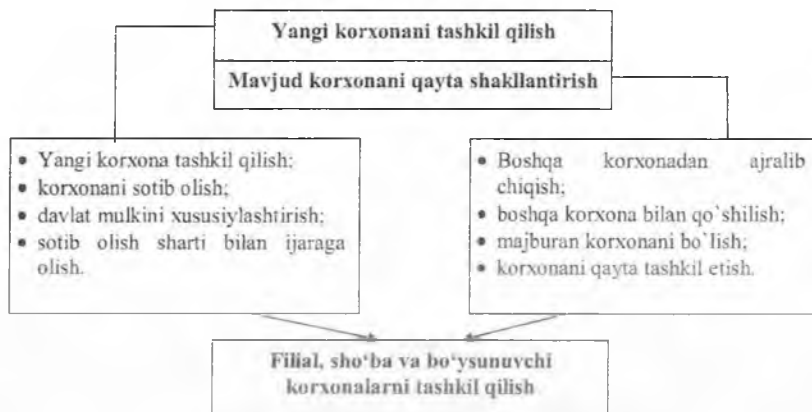 Yangi korxonani tashkil qilish
Mavjud korxonani qayta shakllantirish
• Yangi korxona tashkil qilish;
• korxonani sotib olish;
• davlat mulkini xususiylashtirish;
• sotib olish sharti bilan ijaraga
olish.
• Boshqa korxonadan ajralib
chiqish;
• boshqa korxona bilan qo`shilish;
• majburan korxonani bo`lish;
• korxonani qayta tashkil etish.
Filial, sho‘ba va bo‘ysunuvchi
korxonalarni tashkil qilish